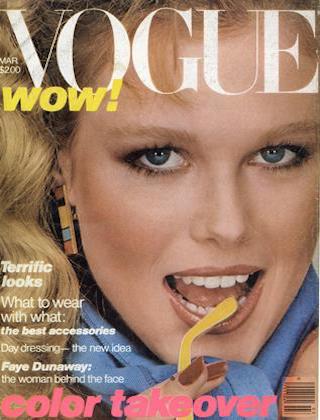 VOGUE
MAR
$2.00
wow!
Terrific
looks
What to wear
with what:
the best accessories
Day dressing—the new idea
Faye Dunaway:
the woman behind the face
color takeover